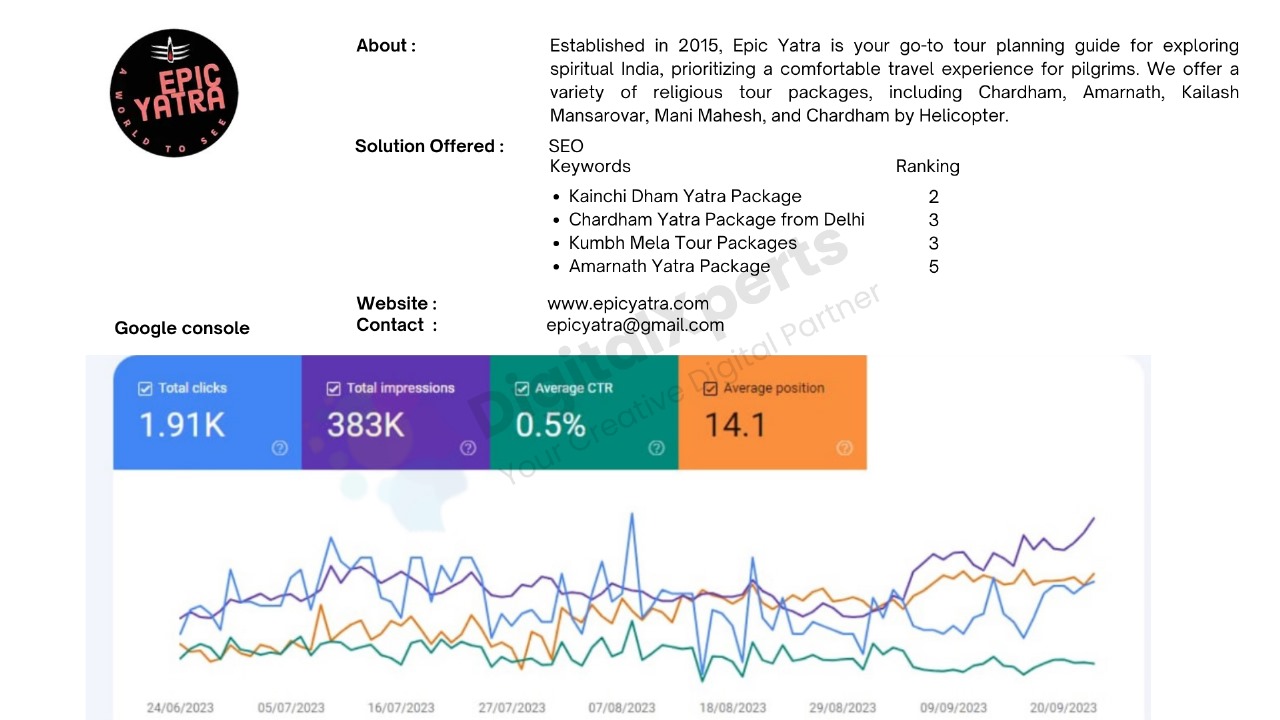 EPIC
YATRA
A WORLD TO SEE
About :
Established in 2015, Epic Yatra is your go-to tour planning guide for exploring
spiritual India, prioritizing a comfortable travel experience for pilgrims. We offer a
variety of religious tour packages, including Chardham, Amarnath, Kailash
Mansarovar, Mani Mahesh, and Chardham by Helicopter.
Solution Offered :
SEO
Keywords Ranking
• Kainchi Dham Yatra Package 2
• Chardham Yatra Package from Delhi 3
• Kumbh Mela Tour Packages 3
• Amarnath Yatra Package 5
Website : www.epicyatra.com
Contact : epicyatra@gmail.com
Google console
DigitalXperts
Your Creative Digital Partner
Total clicks
1.91K
Total impressions
383K
Average CTR
0.5%
Average position
14.1
24/06/2023 05/07/2023 16/07/2023 27/07/2023 07/08/2023 18/08/2023 29/08/2023 09/09/2023 20/09/2023